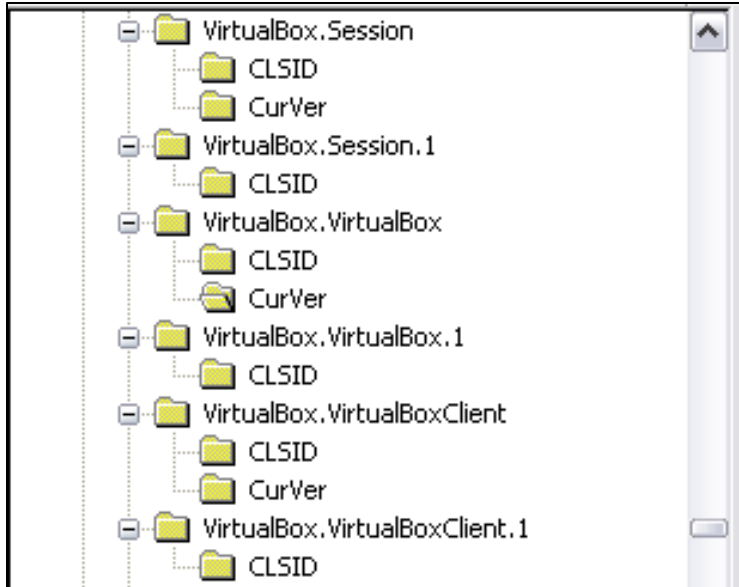 VirtualBox.Session
CLSID
CurVer
VirtualBox.Session.1
CLSID
VirtualBox.VirtualBox
CLSID
CurVer
VirtualBox.VirtualBox.1
CLSID
VirtualBox.VirtualBoxClient
CLSID
CurVer
VirtualBox.VirtualBoxClient.1
CLSID